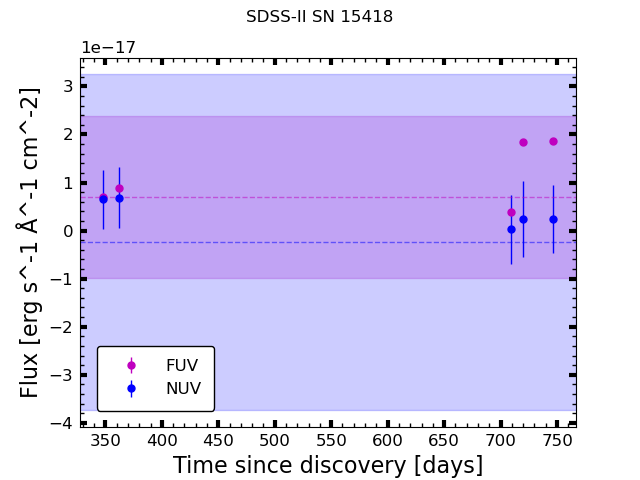 SDSS-II SN 15418
1e−17
3
2
1
0
−1
−2
−3
−4
Flux [erg s^-1 Å^-1 cm^-2]
FUV
NUV
350 400 450 500 550 600 650 700 750
Time since discovery [days]